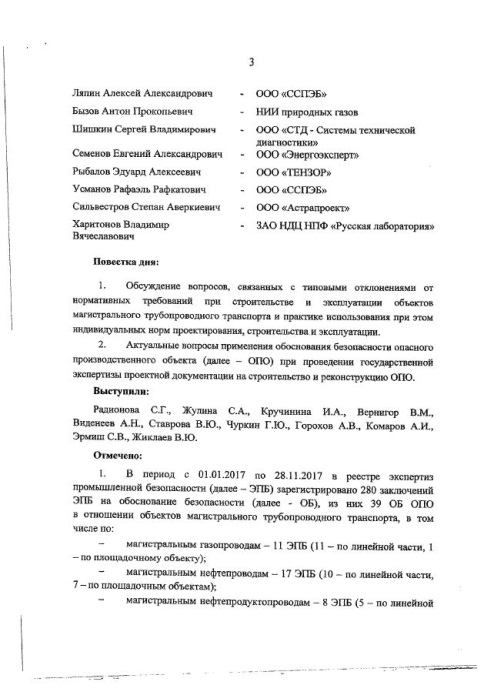 3
Ляпин Алексей Александрович - ООО «ССПЭБ»
Бызов Антон Прокопьевич - НИИ природных газов
Шишкин Сергей Владимирович - ООО «СТД - Системы технической
диагностики»
Семенов Евгений Александрович - ООО «Энергоэксперт»
Рыбалов Эдуард Алексеевич - ООО «ТЕНЗОР»
Усманов Рафаэль Рафкатович - ООО «ССПЭБ»
Сильвестров Степан Аверкиевич - ООО «Астрапроект»
Харитонов Владимир - ЗАО НДЦ НПФ «Русская лаборатория»
Вячеславович
Повестка дня:
1. Обсуждение вопросов, связанных с типовыми отклонениями от
нормативных требований при строительстве и эксплуатации объектов
магистрального трубопроводного транспорта и практике использования при этом
индивидуальных норм проектирования, строительства и эксплуатации.
2. Актуальные вопросы применения обоснования безопасности опасного
производственного объекта (далее – ОПО) при проведении государственной
экспертизы проектной документации на строительство и реконструкцию ОПО.
Выступили:
Радионова С.Г., Жулина С.А., Кручинина И.А., Вернигор В.М.,
Виденеев А.Н., Ставрова В.Ю., Чуркин Г.Ю., Горохов А.В., Комаров А.И.,
Эрмиш С.В., Жиклаев В.Ю.
Отмечено:
1. В период с 01.01.2017 по 28.11.2017 в реестре экспертиз
промышленной безопасности (далее – ЭПБ) зарегистрировано 280 заключений
ЭПБ на обоснование безопасности (далее - ОБ), из них 39 ОБ ОПО
в отношении объектов магистрального трубопроводного транспорта, в том
числе по:
– магистральным газопроводам – 11 ЭПБ (11 – по линейной части, 1
– по площадочному объекту);
– магистральным нефтепроводам – 17 ЭПБ (10 – по линейной части,
7 – по площадочным объектам);
– магистральным нефтепродуктопроводам – 8 ЭПБ (5 – по линейной